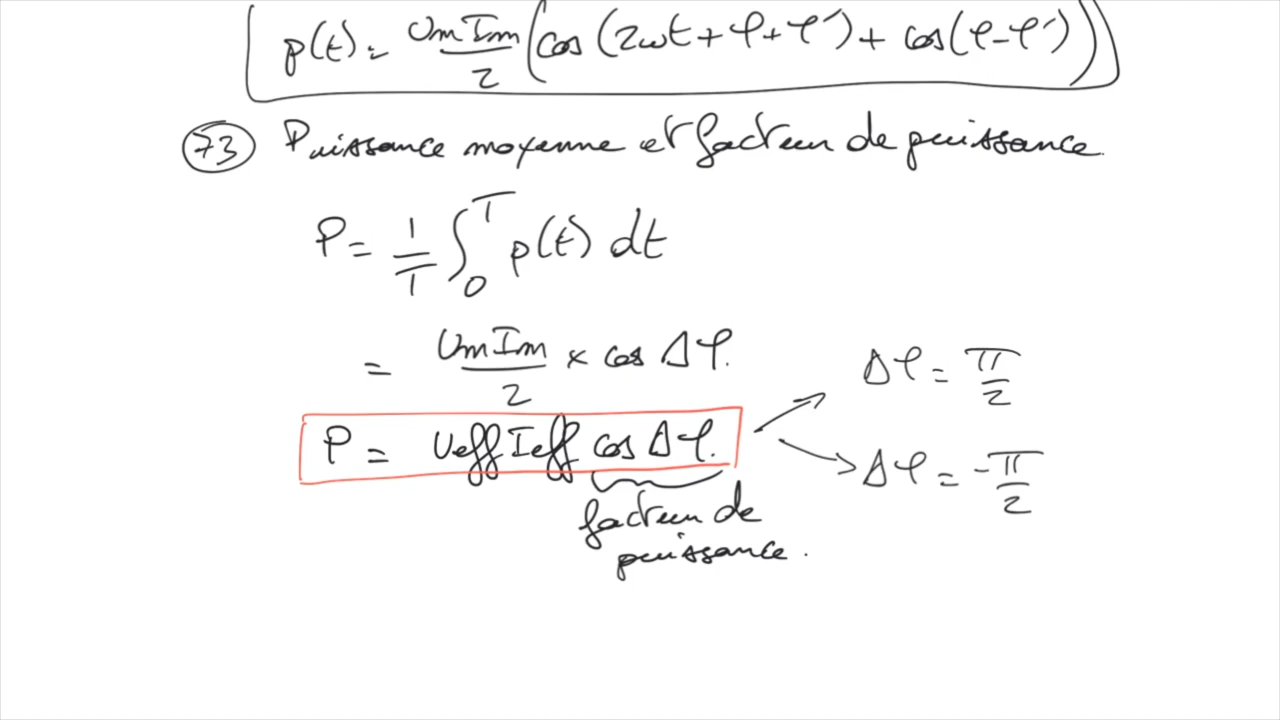 p(t) = UmIm/2 (cos (2ωt + φ + φ') + cos(φ-φ'))
73 Puissance moyenne et facteur de puissance.
P = 1/T ∫₀ᵀ p(t) dt
= UmIm/2 × cos Δφ.
Δφ = π/2
P = Ueff Ieff cos Δφ.
Δφ = -π/2
facteur de
puissance.